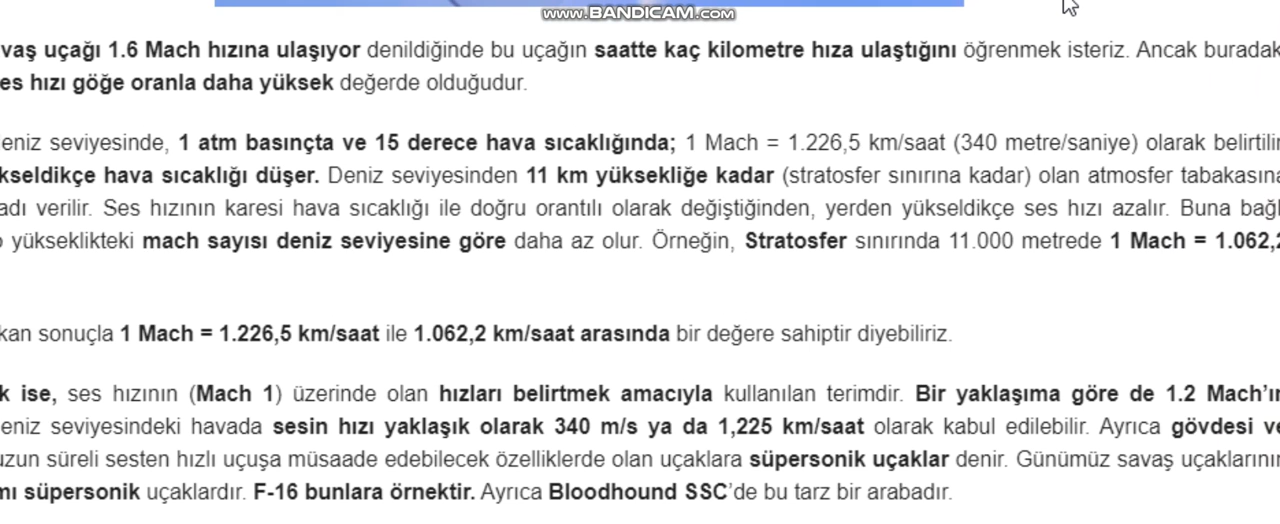 www.BANDICAM.com
vaş uçağı 1.6 Mach hızına ulaşıyor denildiğinde bu uçağın saatte kaç kilometre hıza ulaştığını öğrenmek isteriz. Ancak buradak
es hızı göğe oranla daha yüksek değerde olduğudur.
eniz seviyesinde, 1 atm basınçta ve 15 derece hava sıcaklığında; 1 Mach = 1.226,5 km/saat (340 metre/saniye) olarak belirtilir
kseldikçe hava sıcaklığı düşer. Deniz seviyesinden 11 km yüksekliğe kadar (stratosfer sınırına kadar) olan atmosfer tabakasına
adı verilir. Ses hızının karesi hava sıcaklığı ile doğru orantılı olarak değiştiğinden, yerden yükseldikçe ses hızı azalır. Buna bağl
yükseklikteki mach sayısı deniz seviyesine göre daha az olur. Örneğin, Stratosfer sınırında 11.000 metrede 1 Mach = 1.062,2
kan sonuçla 1 Mach = 1.226,5 km/saat ile 1.062,2 km/saat arasında bir değere sahiptir diyebiliriz.
k ise, ses hızının (Mach 1) üzerinde olan hızları belirtmek amacıyla kullanılan terimdir. Bir yaklaşıma göre de 1.2 Mach'ın
eniz seviyesindeki havada sesin hızı yaklaşık olarak 340 m/s ya da 1,225 km/saat olarak kabul edilebilir. Ayrıca gövdesi ve
uzun süreli sesten hızlı uçuşa müsaade edebilecek özelliklerde olan uçaklara süpersonik uçaklar denir. Günümüz savaş uçaklarının
mı süpersonik uçaklardır. F-16 bunlara örnektir. Ayrıca Bloodhound SSC'de bu tarz bir arabadır.